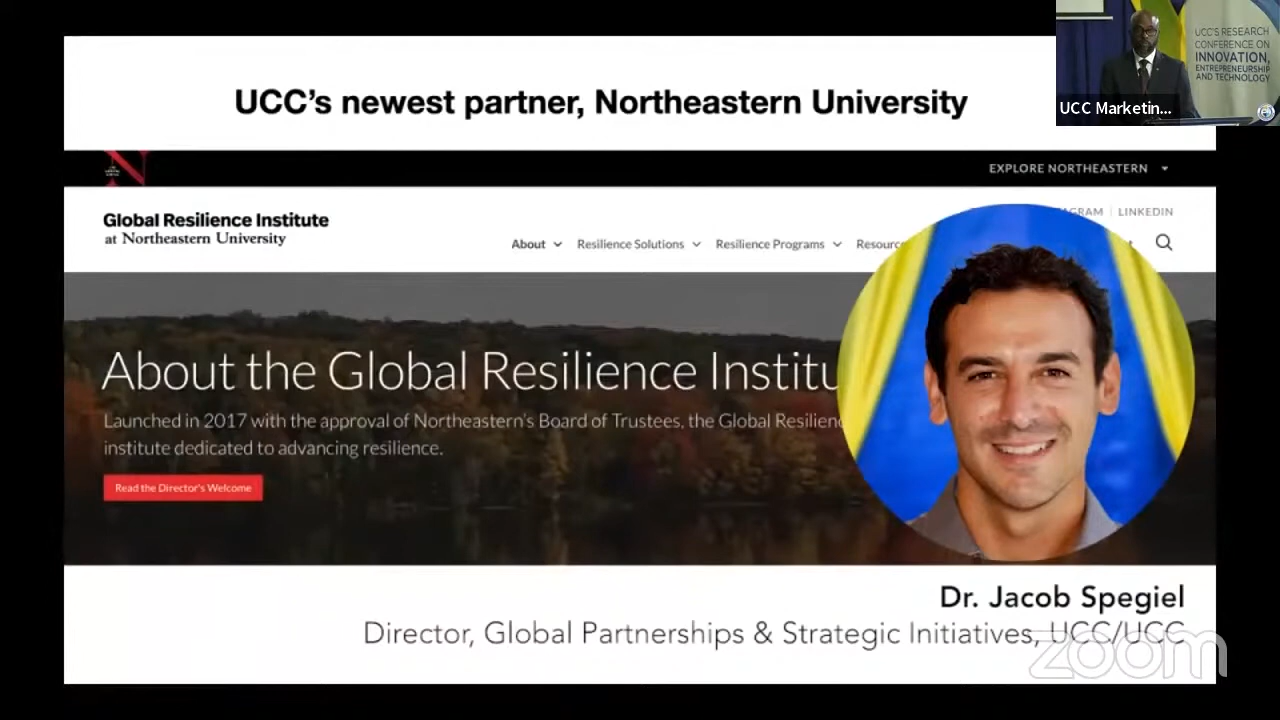 UCC's newest partner, Northeastern University
UCC'S RESEARCH
CONFERENCE ON
INNOVATION,
ENTREPRENEURSHIP
AND TECHNOLOGY
UCC Marketin...
N
EXPLORE NORTHEASTERN
Global Resilience Institute
at Northeastern University
AGRAM | LINKEDIN
About Resilience Solutions Resilience Programs Resourc
About the Global Resilience Institu
Launched in 2017 with the approval of Northeastern's Board of Trustees, the Global Resilienc
institute dedicated to advancing resilience.
Read the Director's Welcome
Dr. Jacob Spegiel
Director, Global Partnerships & Strategic Initiatives, UCC/UCC
zoom